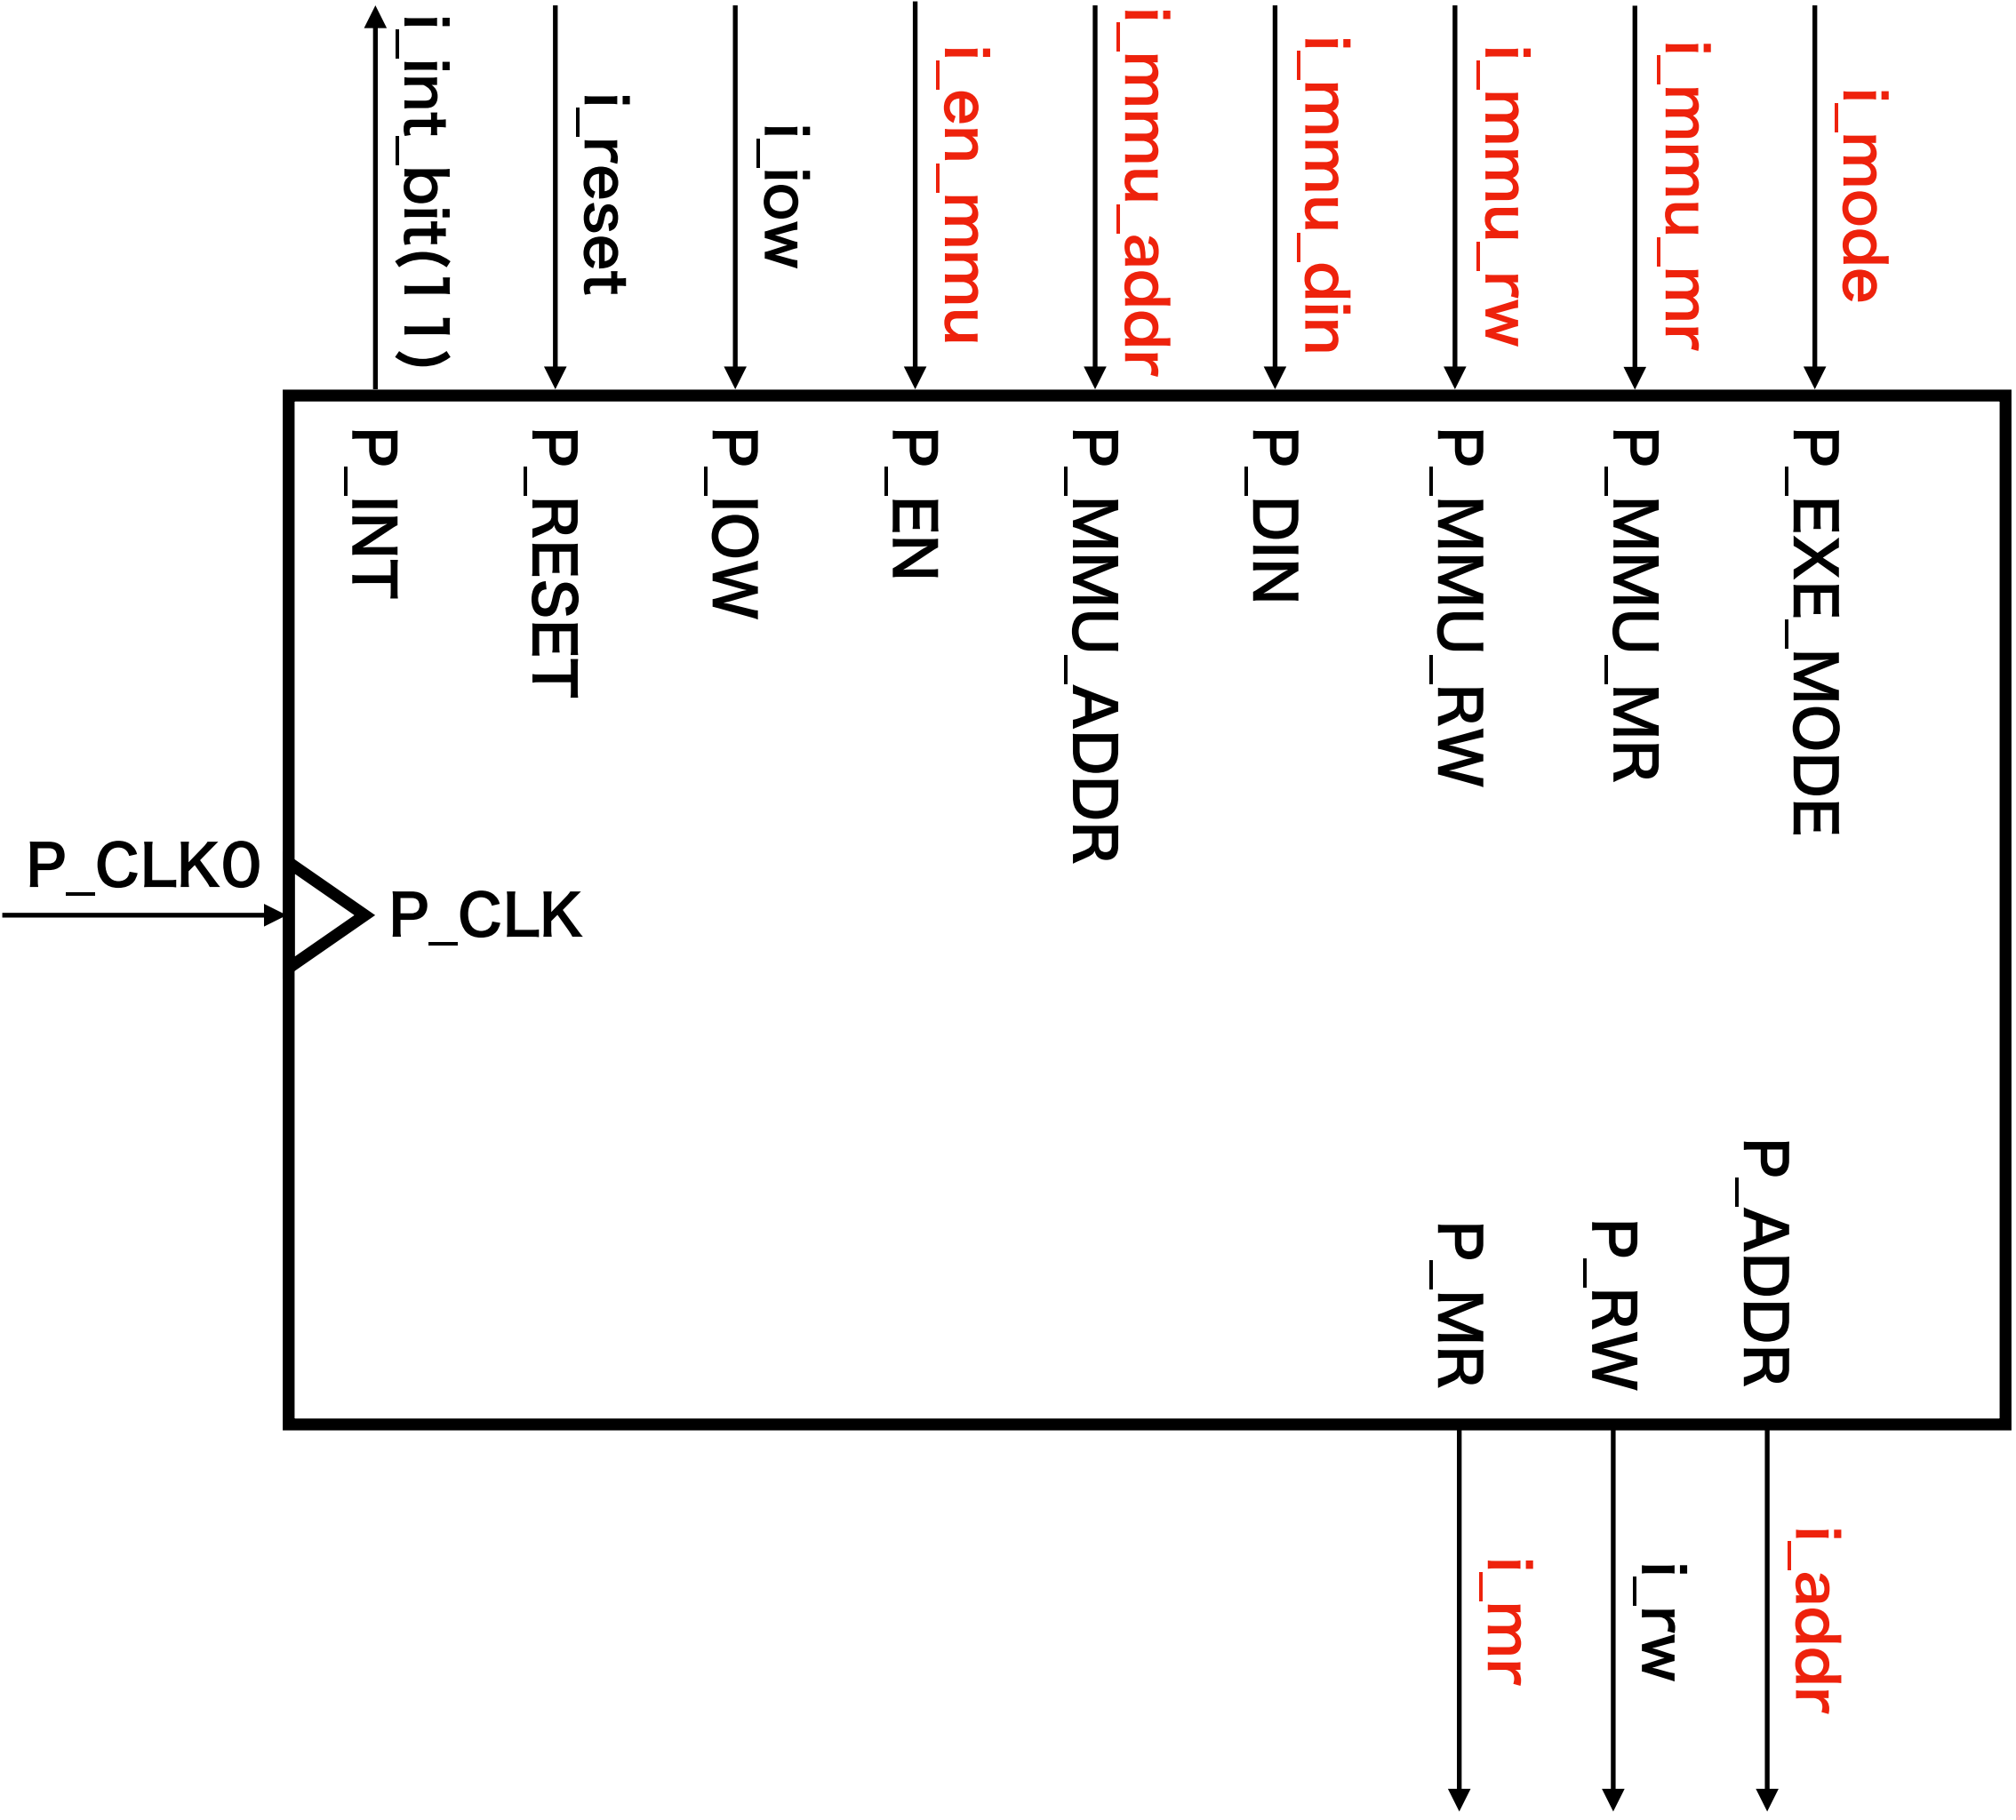 i_int_bit(11)
i_reset
i_iow
i_en_mmu
i_mmu_addr
i_mmu_din
i_mmu_rw
i_mmu_mr
i_mode
P_INT
P_RESET
P_IOW
P_EN
P_MMU_ADDR
P_DIN
P_MMU_RW
P_MMU_MR
P_EXE_MODE
P_CLK0
P_CLK
P_MR
P_RW
P_ADDR
i_mr
i_rw
i_addr